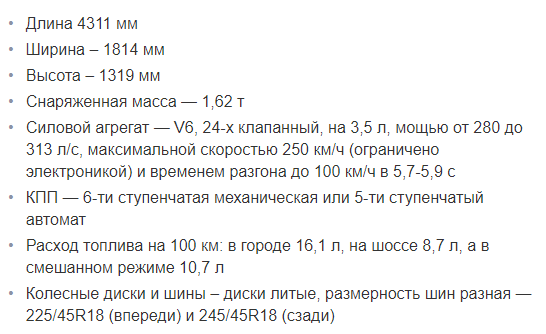 • Длина 4311 мм
• Ширина – 1814 мм
• Высота – 1319 мм
• Снаряженная масса — 1,62 т
• Силовой агрегат — V6, 24-х клапанный, на 3,5 л, мощью от 280 до
313 л/с, максимальной скоростью 250 км/ч (ограничено
электроникой) и временем разгона до 100 км/ч в 5,7-5,9 с
• КПП — 6-ти ступенчатая механическая или 5-ти ступенчатый
автомат
• Расход топлива на 100 км: в городе 16,1 л, на шоссе 8,7 л, а в
смешанном режиме 10,7 л
• Колесные диски и шины – диски литые, размерность шин разная —
225/45R18 (впереди) и 245/45R18 (сзади)